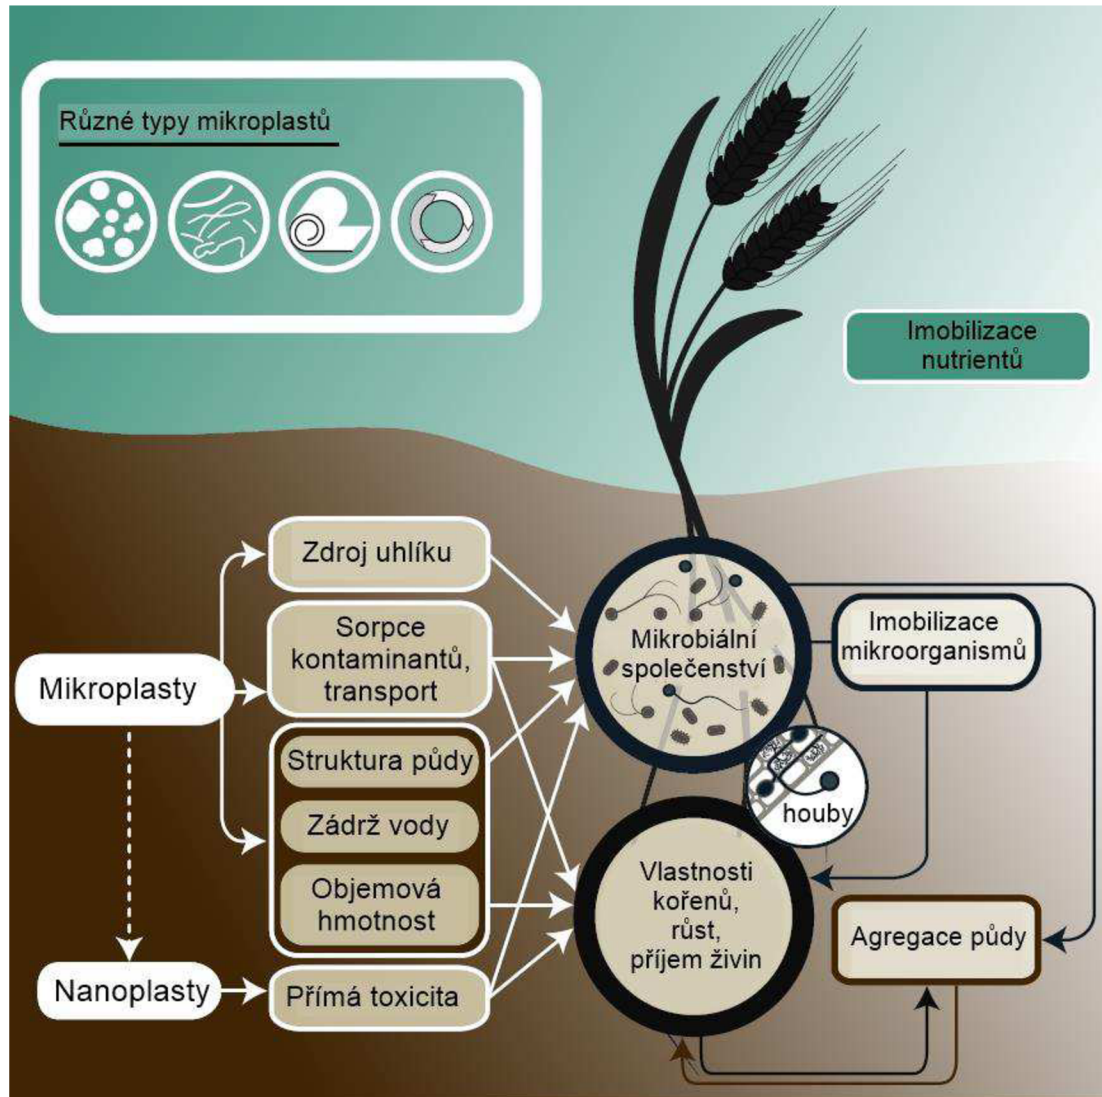 Různé typy mikroplastů
Imobilizace
nutrientů
Zdroj uhlíku
Sorpce
kontaminantů,
transport
Mikroplasty
Struktura půdy
Zádrž vody
Objemová
hmotnost
Nanoplasty
Přímá toxicita
Mikrobiální
společenství
Imobilizace
mikroorganismů
houby
Vlastnosti
kořenů,
růst,
příjem živin
Agregace půdy